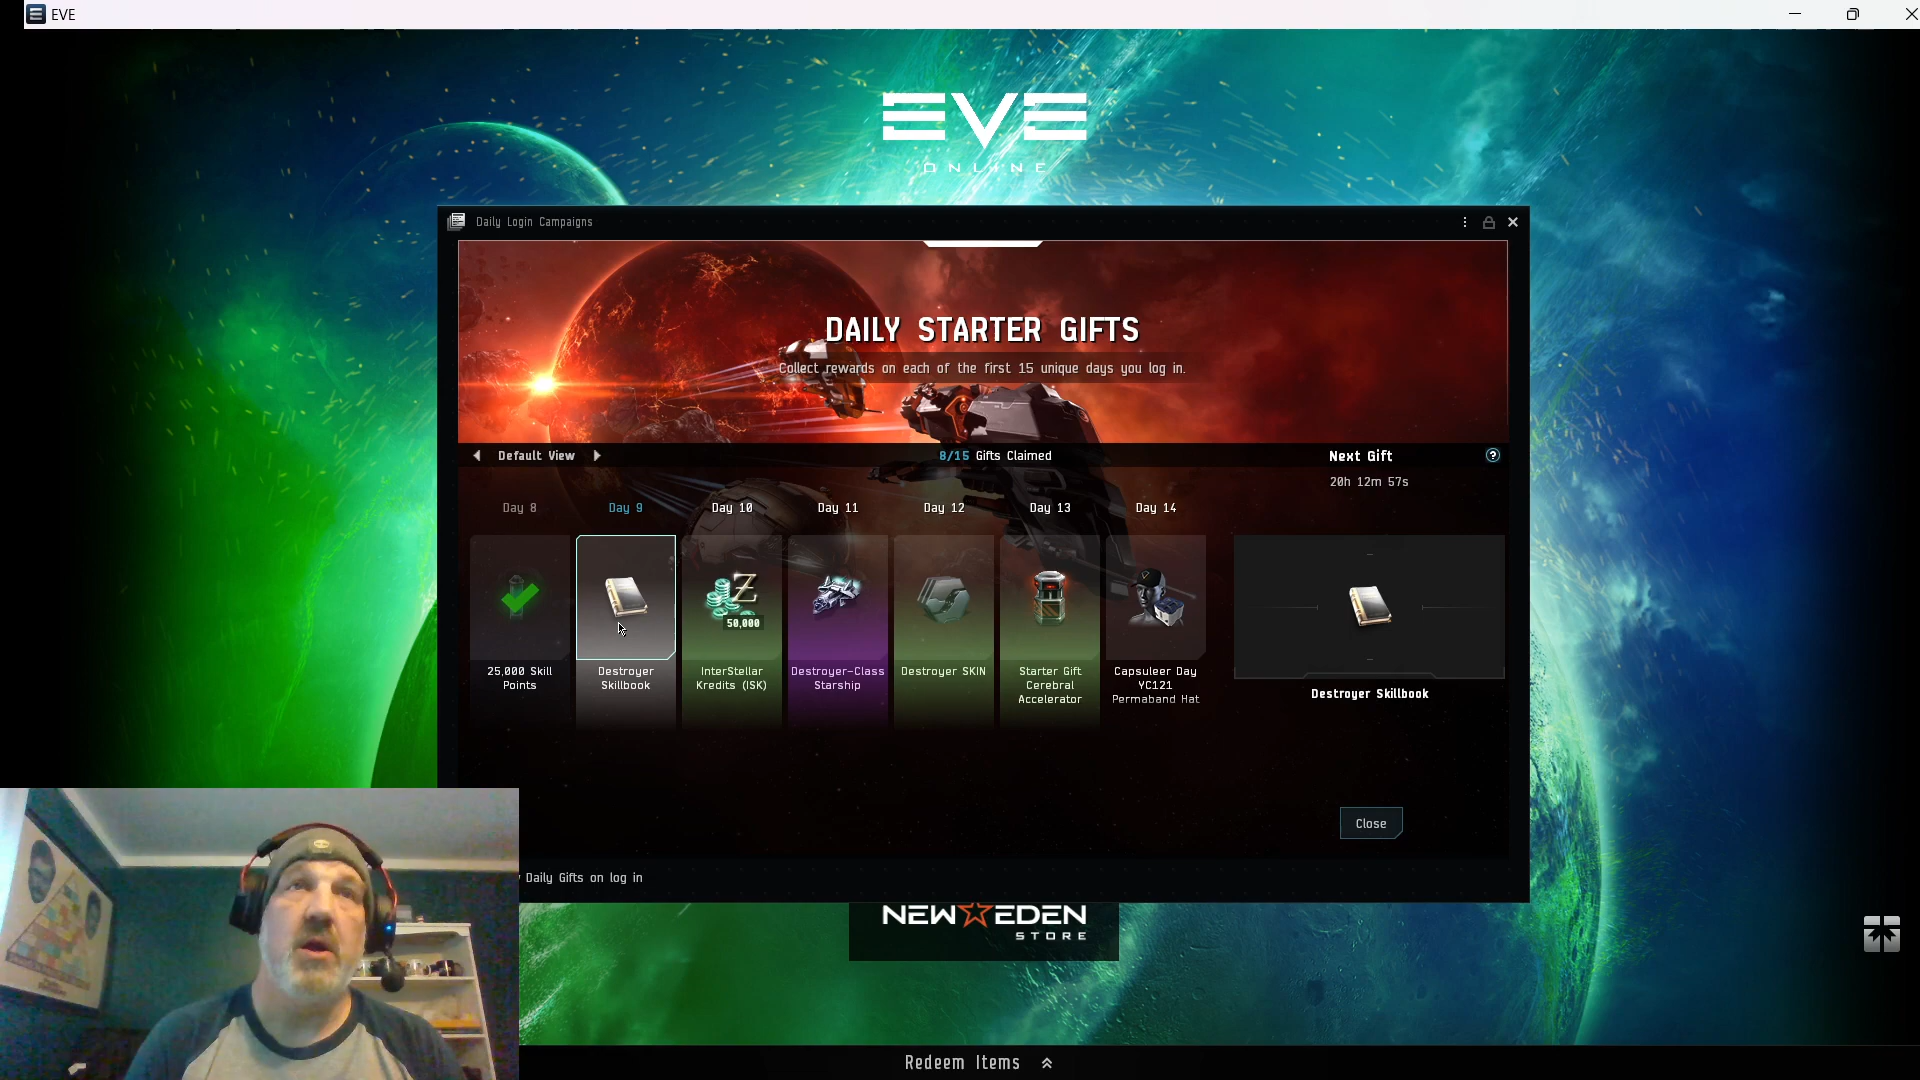 EVE
EVE
ONLINE
Daily Login Campaigns
DAILY STARTER GIFTS
Collect rewards on each of the first 15 unique days you log in.
Default View
8/15 Gifts Claimed
Next Gift
?
20h 12m 57s
Day 8
Day 9
Day 10
Day 11
Day 12
Day 13
Day 14
50,000
25,000 Skill
Points
Destroyer
Skillbook
InterStellar
Kredits (ISK)
Destroyer-Class
Starship
Destroyer SKIN
Starter Gift
Cerebral
Accelerator
Capsuleer Day
YC121
Permaband Hat
Destroyer Skillbook
Close
Daily Gifts on log in
NEW EDEN
STORE
Redeem Items